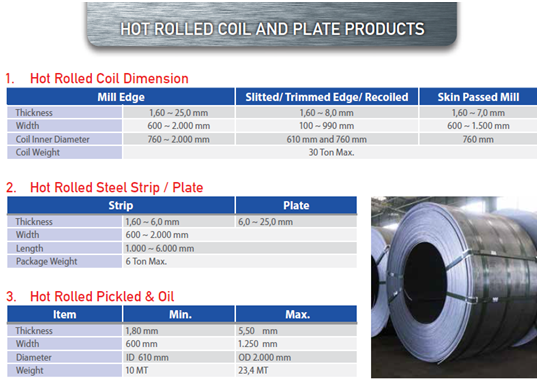 HOT ROLLED COIL AND PLATE PRODUCTS
1. Hot Rolled Coil Dimension
Mill Edge Slitted/ Trimmed Edge/ Recoiled Skin Passed Mill
Thickness 1,60 ~ 25,0 mm 1,60 ~ 8,0 mm 1,60 ~ 7,0 mm
Width 600 ~ 2.000 mm 100 ~ 990 mm 600 ~ 1.500 mm
Coil Inner Diameter 760 ~ 2.000 mm 610 mm and 760 mm 760 mm
Coil Weight 30 Ton Max.
2. Hot Rolled Steel Strip / Plate
Strip Plate
Thickness 1,60 ~ 6,0 mm 6,0 ~ 25,0 mm
Width 600 ~ 2.000 mm
Length 1.000 ~ 6.000 mm
Package Weight 6 Ton Max.
3. Hot Rolled Pickled & Oil
Item Min. Max.
Thickness 1,80 mm 5,50 mm
Width 600 mm 1.250 mm
Diameter ID 610 mm OD 2.000 mm
Weight 10 MT 23,4 MT